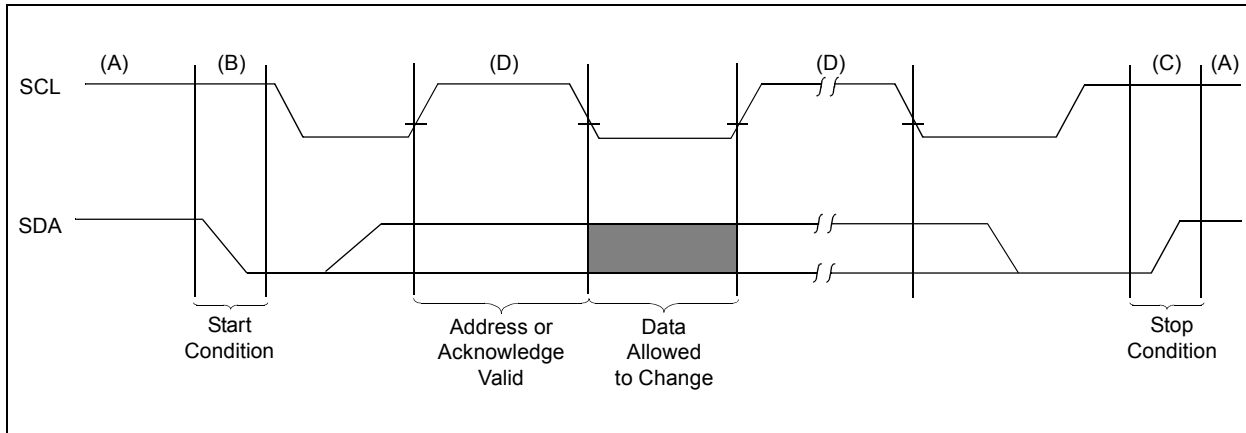 (A)
(B)
(D)
(D)
(C)
(A)
SCL
SDA
Start
Condition
Address or
Acknowledge
Valid
Data
Allowed
to Change
Stop
Condition